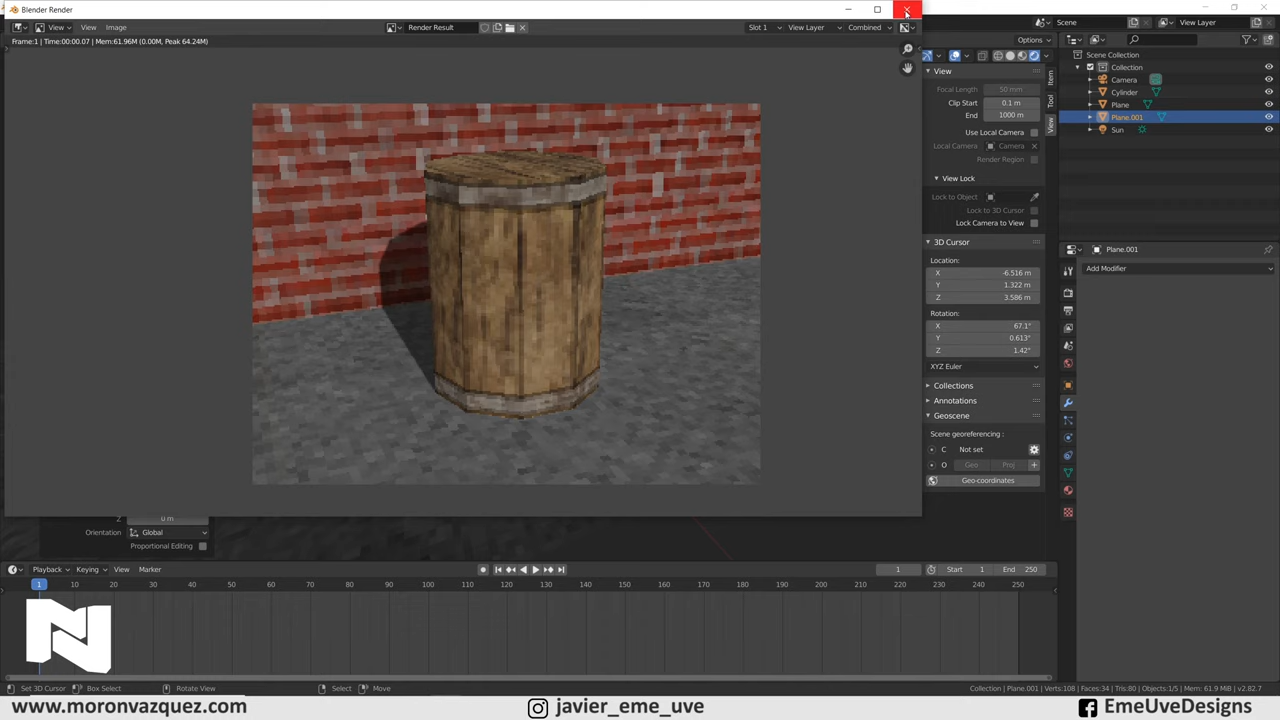 Blender Render
View View Image Render Result Slot 1 View Layer Combined
Frame:1 | Time:00:00.07 | Mem:61.96M (0.00M, Peak 64.24M)
Scene View Layer
Options
View
Focal Length 50 mm
Clip Start 0.1 m
End 1000 m
Use Local Camera
Local Camera Camera
Render Region
View Lock
Lock to Object
Lock to 3D Cursor
Lock Camera to View
3D Cursor
Location:
X -6.516 m
Y 1.322 m
Z 3.586 m
Rotation:
X 67.1°
Y 0.613°
Z 1.42°
XYZ Euler
Collections
Annotations
Geoscene
Scene georeferencing :
C Not set
O Geo Proj
Geo-coordinates
Item
Tool
View
Scene Collection
Collection
Camera
Cylinder
Plane
Plane.001
Sun
Plane.001
Add Modifier
Z 0 m
Orientation Global
Proportional Editing
Playback Keying View Marker 1 Start 1 End 250
1 10 20 30 40 50 60 70 80 90 100 110 120 130 140 150 160 170 180 190 200 210 220 230 240 250
N
Set 3D Cursor Box Select Rotate View Select Move Collection | Plane.001 | Verts:108 | Faces:34 | Tris:80 | Objects:1/5 | Mem: 61.9 MiB | v2.82.7
www.moronvazquez.com javier_eme_uve EmeUveDesigns